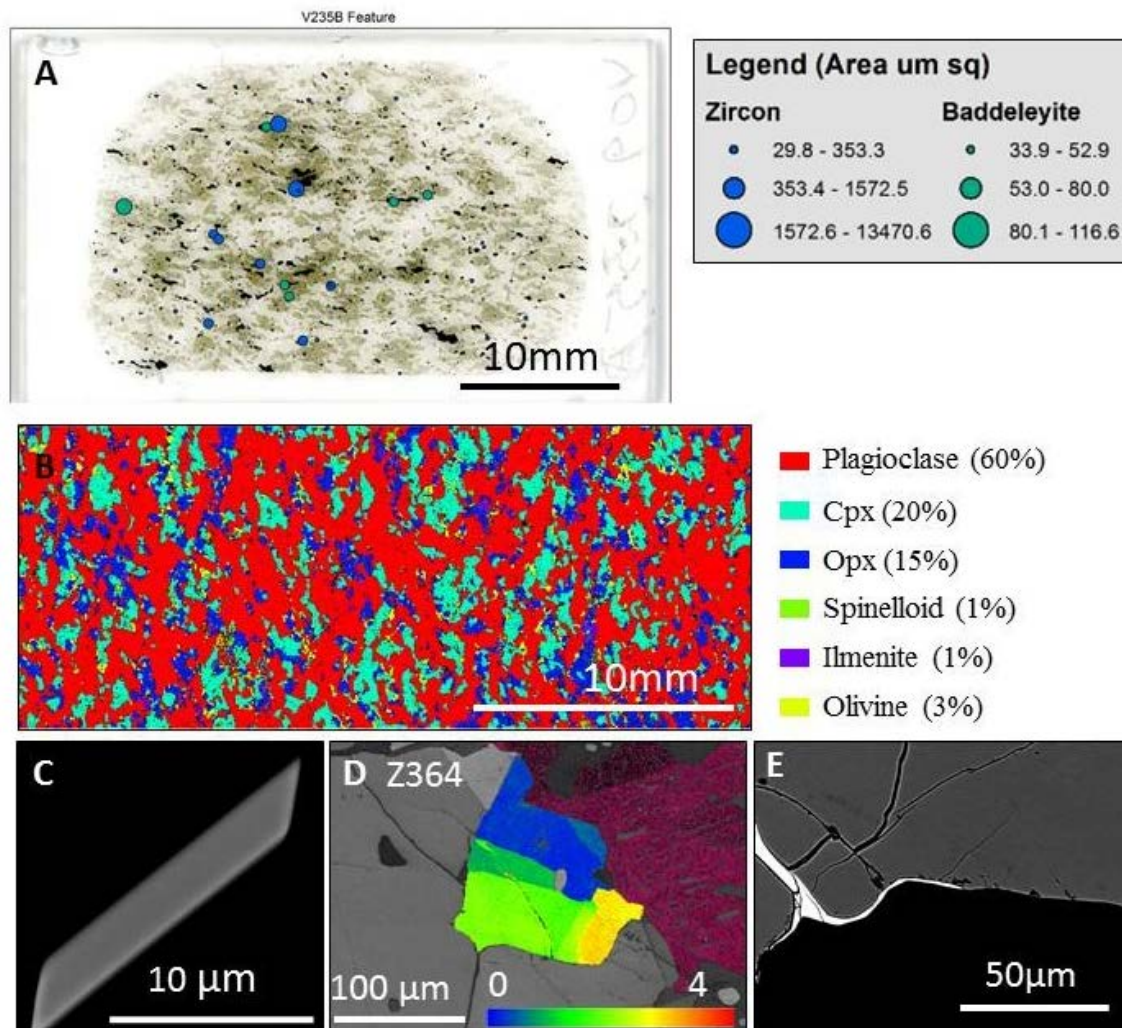 V235B Feature
A
10mm
POV
Legend (Area um sq)
Zircon
29.8 - 353.3
353.4 - 1572.5
1572.6 - 13470.6
Baddeleyite
33.9 - 52.9
53.0 - 80.0
80.1 - 116.6
B
10mm
Plagioclase (60%)
Cpx (20%)
Opx (15%)
Spinelloid (1%)
Ilmenite (1%)
Olivine (3%)
C
10 µm
D Z364
100 µm
0 4
E
50µm